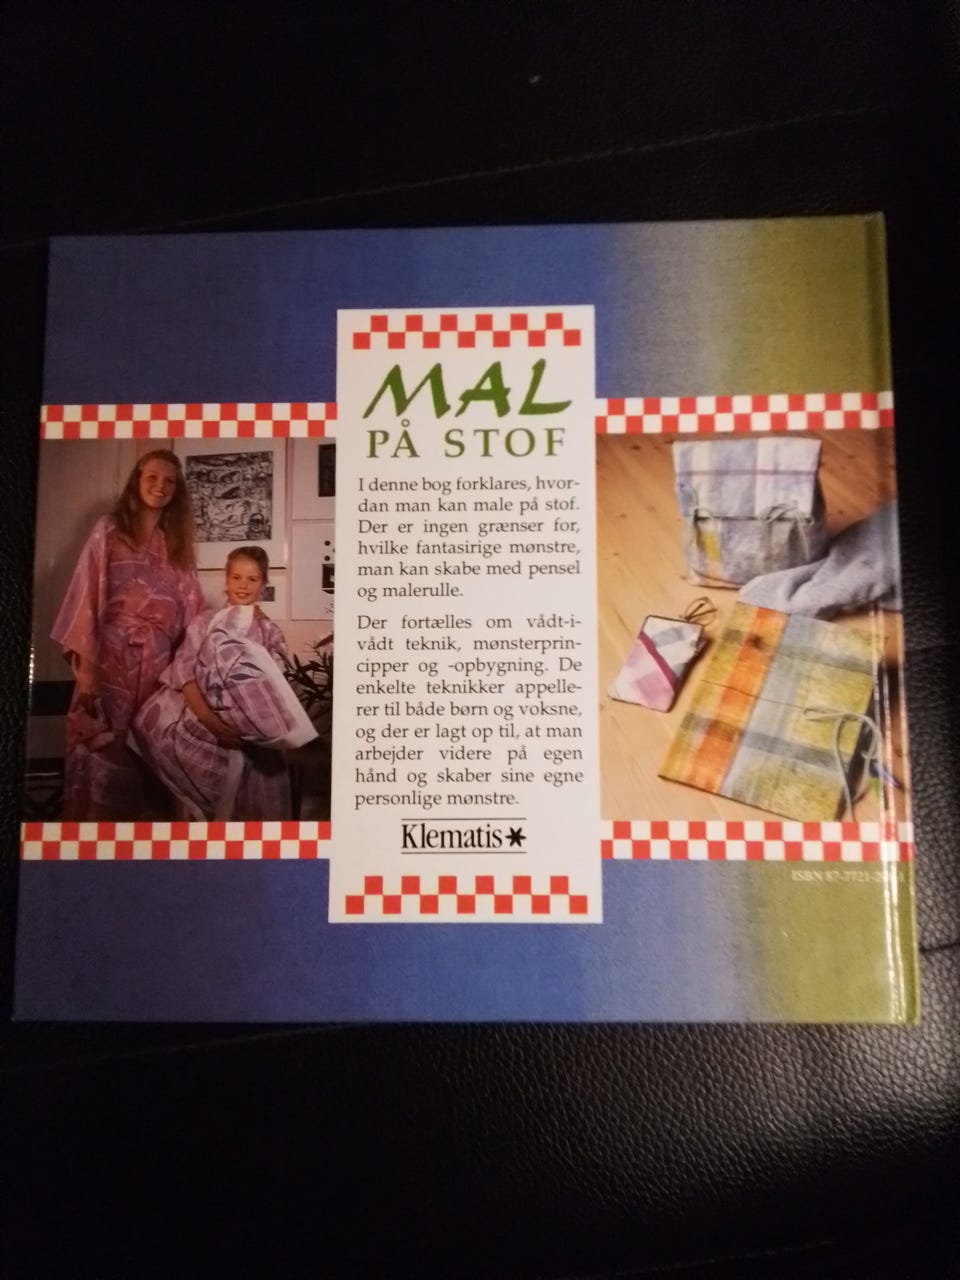 MAL
PÅ STOF
I denne bog forklares, hvor-
dan man kan male på stof.
Der er ingen grænser for,
hvilke fantasirige mønstre,
man kan skabe med pensel
og malerulle.
Der fortælles om vådt-i-
vådt teknik, mønsterprin-
cipper og -opbygning. De
enkelte teknikker appelle-
rer til både børn og voksne,
og der er lagt op til, at man
arbejder videre på egen
hånd og skaber sine egne
personlige mønstre.
Klematis
ISBN